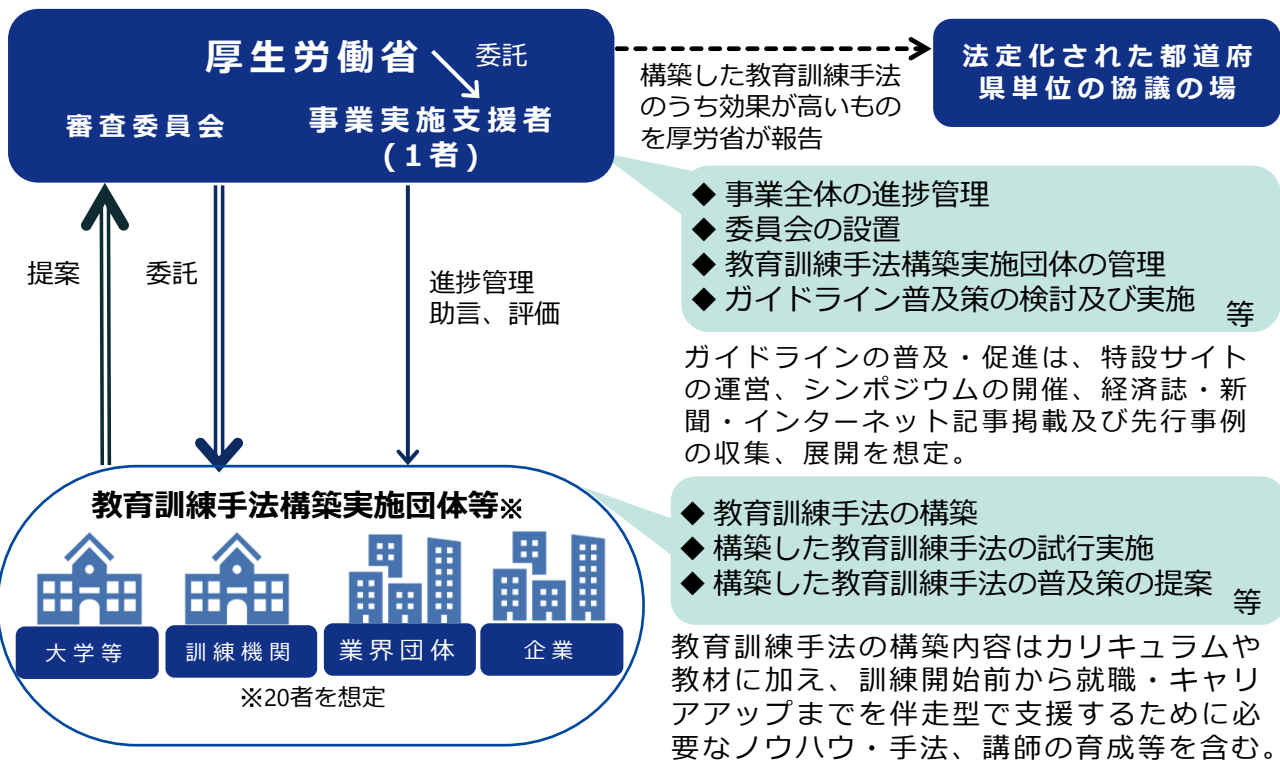 厚生労働省
委託
審査委員会
事業実施支援者
(1者)
構築した教育訓練手法
のうち効果が高いもの
を厚労省が報告
法定化された都道府
県単位の協議の場
◆ 事業全体の進捗管理
◆ 委員会の設置
◆ 教育訓練手法構築実施団体の管理
◆ ガイドライン普及策の検討及び実施
等
提案
委託
進捗管理
助言、評価
ガイドラインの普及・促進は、特設サイト
の運営、シンポジウムの開催、経済誌・新
聞・インターネット記事掲載及び先行事例
の収集、展開を想定。
教育訓練手法構築実施団体等※
大学等
訓練機関
業界団体
企業
※20者を想定
◆ 教育訓練手法の構築
◆ 構築した教育訓練手法の試行実施
◆ 構築した教育訓練手法の普及策の提案
等
教育訓練手法の構築内容はカリキュラムや
教材に加え、訓練開始前から就職・キャリ
アアップまでを伴走型で支援するために必
要なノウハウ・手法、講師の育成等を含む。